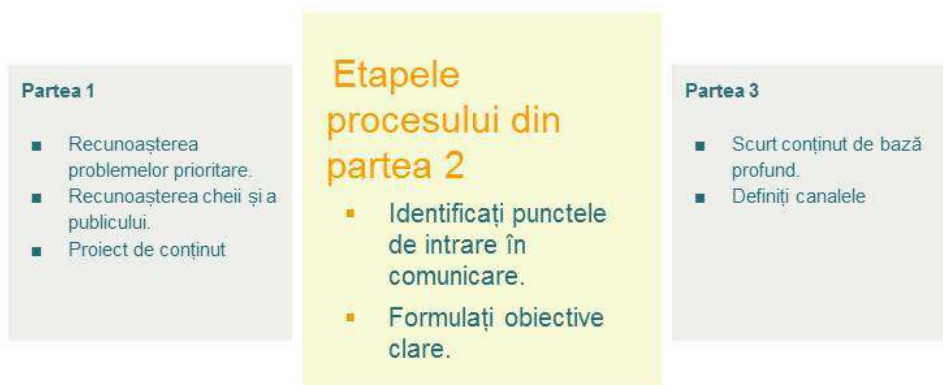 Partea 1
■ Recunoașterea
problemelor prioritare.
■ Recunoașterea cheii și a
publicului.
■ Proiect de conținut
Etapele
procesului din
partea 2
▪ Identificați punctele
de intrare în
comunicare.
▪ Formulați obiective
clare.
Partea 3
■ Scurt conținut de bază
profund.
■ Definiți canalele